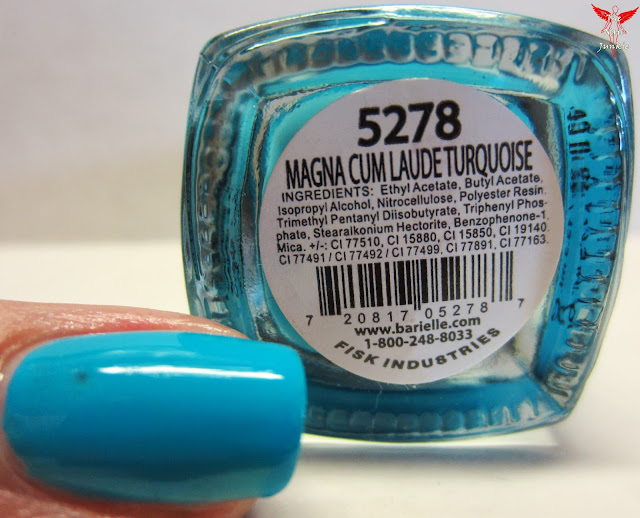 Junkie
5278
MAGNA CUM LAUDE TURQUOISE
INGREDIENTS: Ethyl Acetate, Butyl Acetate,
Isopropyl Alcohol, Nitrocellulose, Polyester Resin,
Trimethyl Pentanyl Diisobutyrate, Triphenyl Phos-
phate, Stearalkonium Hectorite, Benzophenone-1,
Mica. +/-: CI 77510, CI 15880, CI 15850, CI 19140,
CI 77491 / CI 77492 / CI 77499, CI 77891, CI 77163.
7 20817 05278 7
www.barielle.com
1-800-248-8033
FISK INDUSTRIES